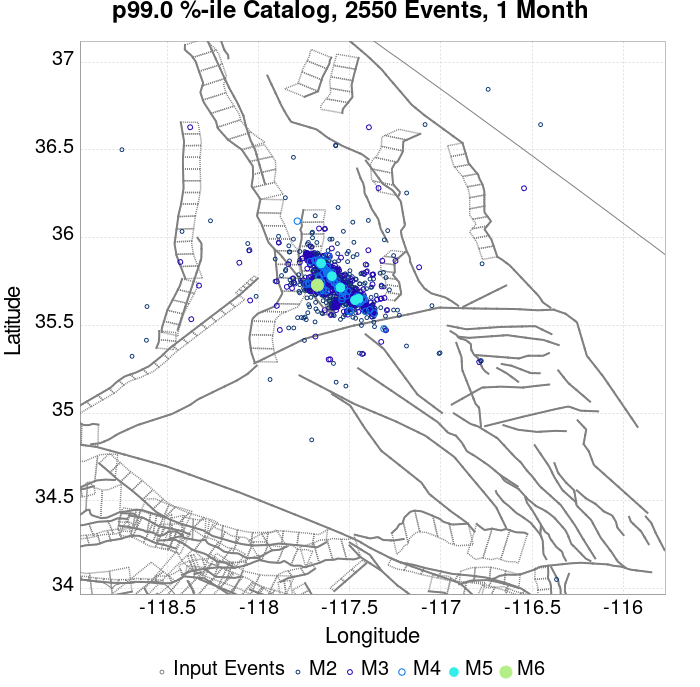 p99.0 %-ile Catalog, 2550 Events, 1 Month
37
36.5
36
35.5
35
34.5
34
Latitude
-118.5 -118 -117.5 -117 -116.5 -116
Longitude
Input Events M2 M3 M4 M5 M6